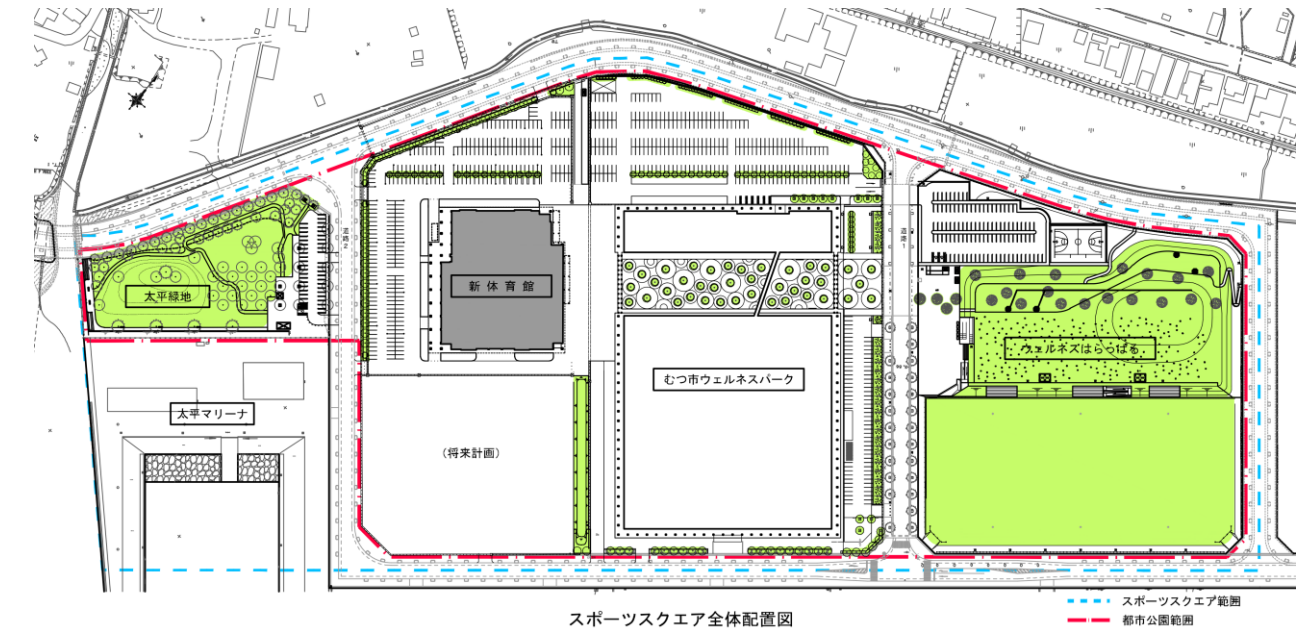 道路2
道路1
太平緑地
新体育館
ウェルネスはらっぱる
むつ市ウェルネスパーク
太平マリーナ
(将来計画)
スポーツスクエア全体配置図
スポーツスクエア範囲
都市公園範囲